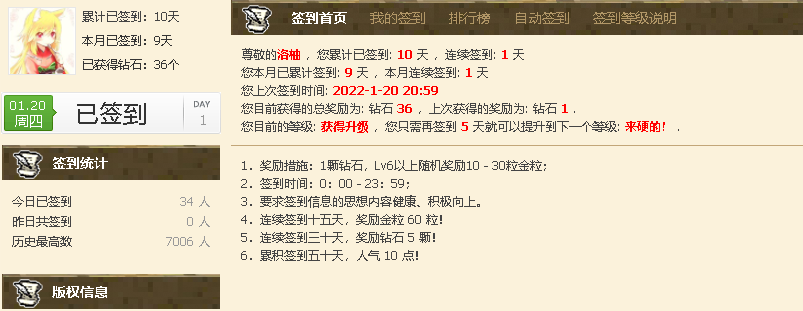 累计已签到：10天
本月已签到：9天
已获得钻石：36个
01.20
周四
已签到
DAY
1
签到统计
今日已签到 34 人
昨日共签到 0 人
历史最高数 7006 人
版权信息
签到首页 我的签到 排行榜 自动签到 签到等级说明
尊敬的洛袖 ，您累计已签到: 10 天 ，连续签到: 1 天
您本月已累计签到: 9 天 ，本月连续签到: 1 天
您上次签到时间: 2022-1-20 20:59
您目前获得的总奖励为: 钻石 36 ，上次获得的奖励为: 钻石 1 .
您目前的等级: 获得升级 ，您只需再签到 5 天就可以提升到下一个等级: 来硬的！ .
1. 奖励措施：1颗钻石，Lv6以上随机奖励10 - 30粒金粒；
2. 签到时间：0：00 - 23：59；
3. 要求签到信息的思想内容健康、积极向上。
4. 连续签到十五天，奖励金粒 60 粒！
5. 连续签到三十天，奖励钻石 5 颗！
6. 累积签到五十天，人气 10 点！